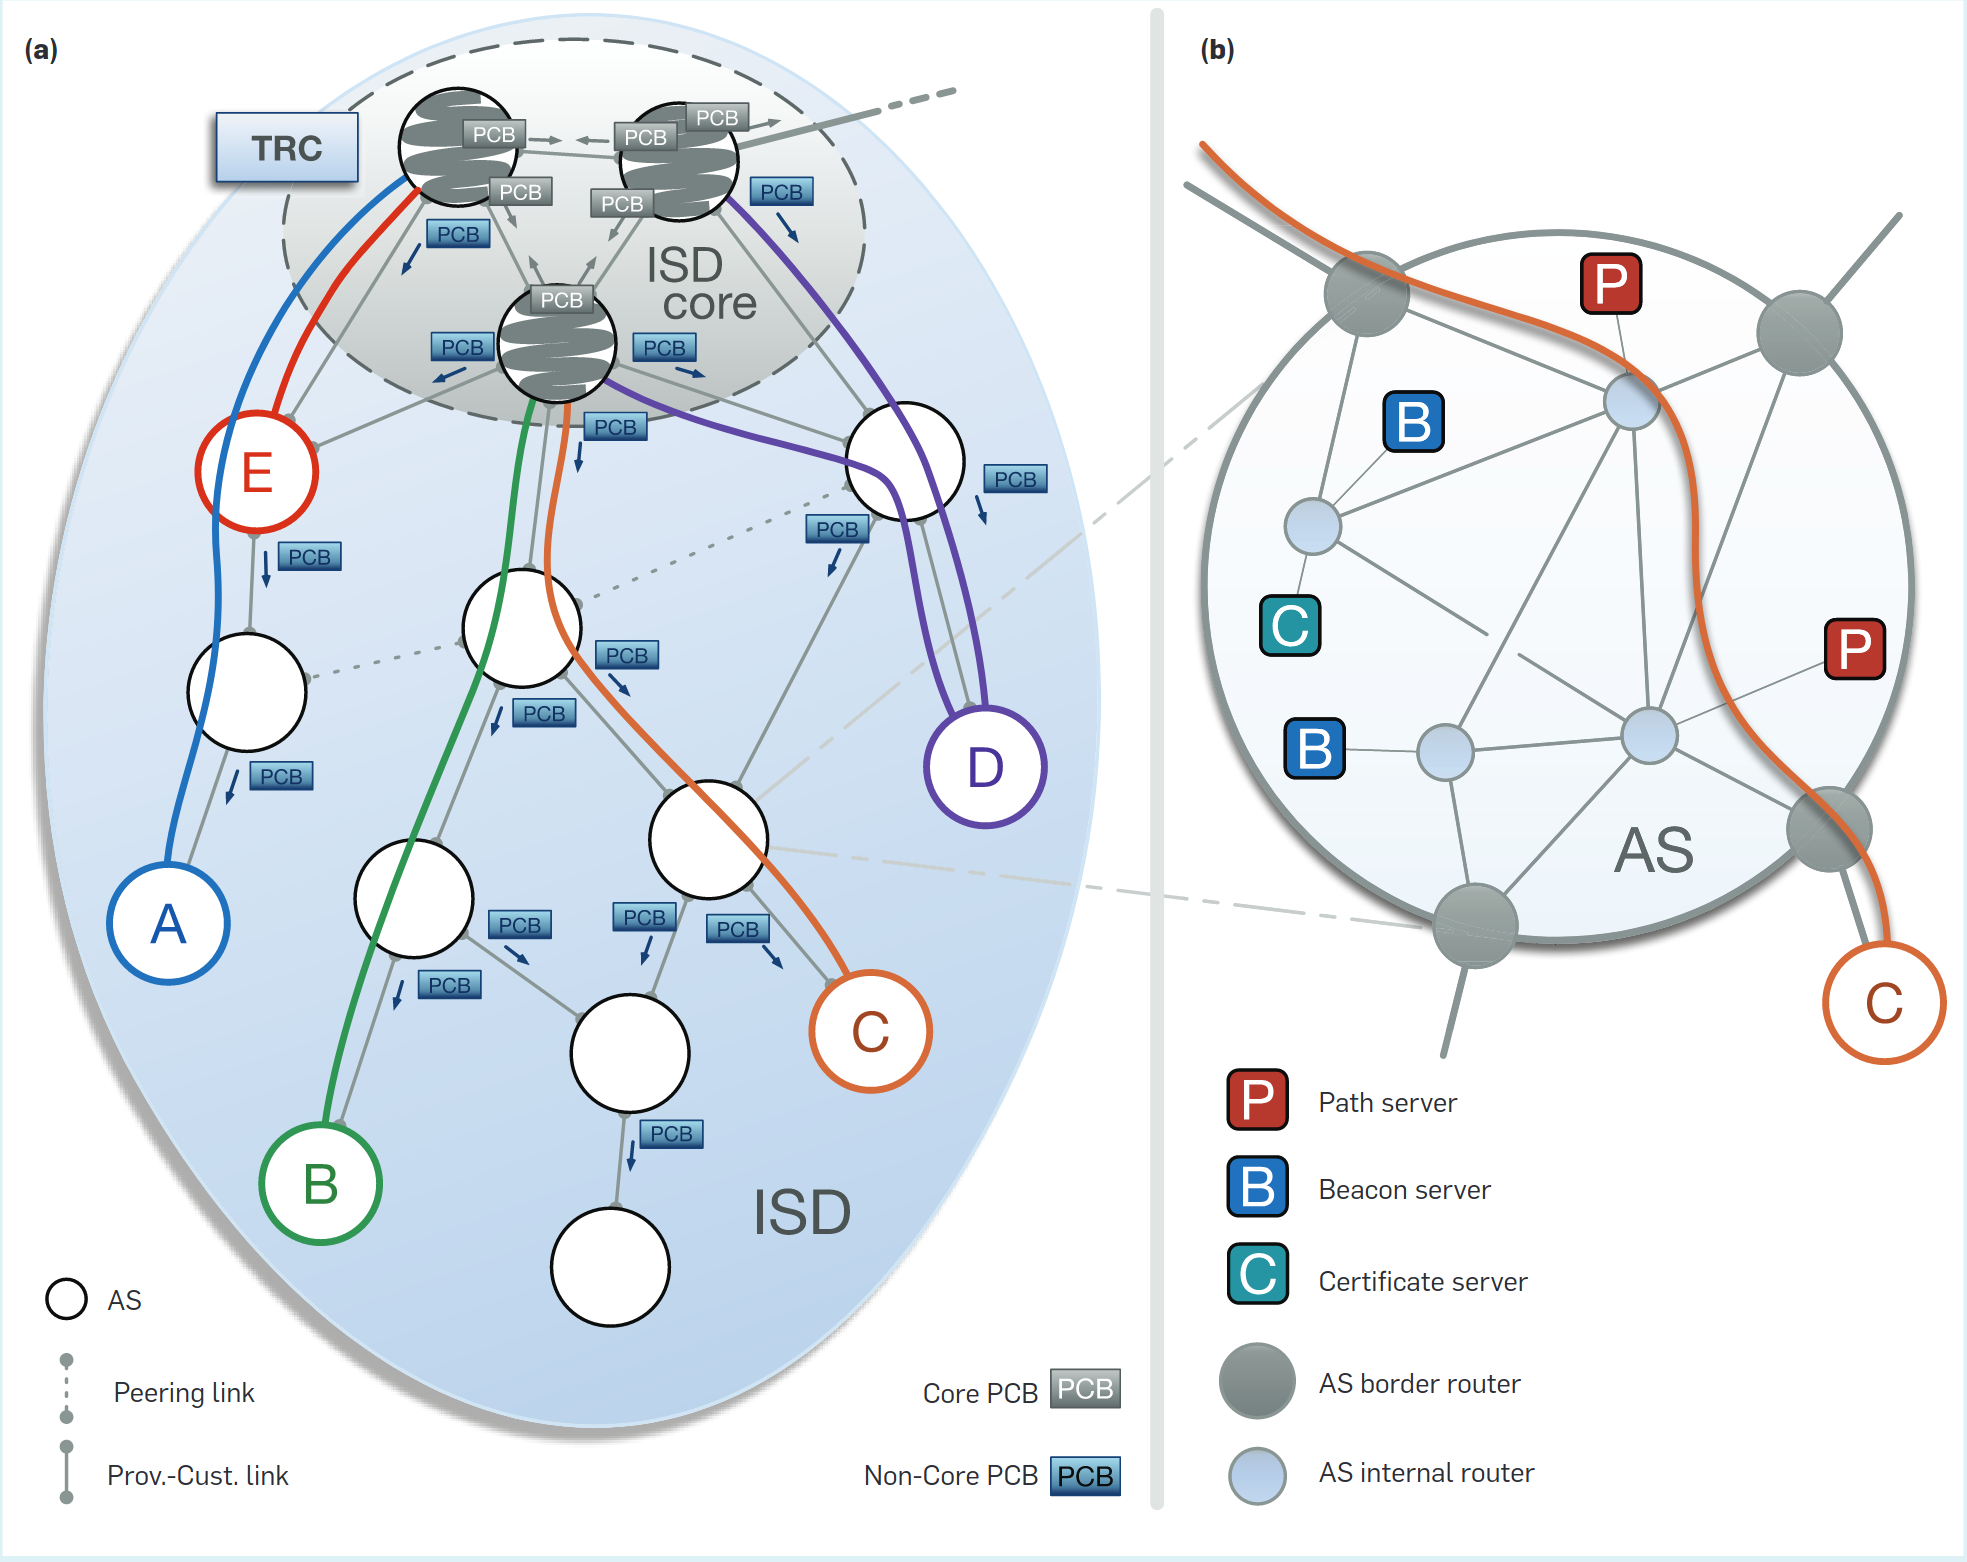 (a)
TRC
PCB
PCB
PCB
PCB
PCB
PCB
PCB
ISD
core
PCB
PCB
PCB
PCB
E
PCB
PCB
PCB
PCB
PCB
PCB
D
PCB
A
PCB
PCB
PCB
PCB
C
PCB
B
ISD
AS
Peering link
Prov.-Cust. link
Core PCB PCB
Non-Core PCB PCB
(b)
P
B
C
P
B
AS
C
P Path server
B Beacon server
C Certificate server
AS border router
AS internal router